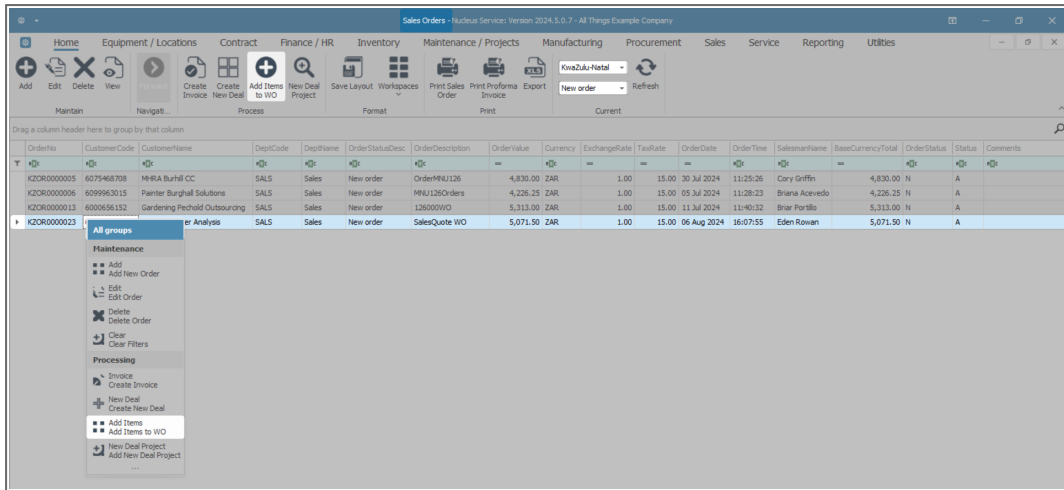 Sales Orders - Nucleus Service: Version 2024.5.0.7 - All Things Example Company
Home Equipment / Locations Contract Finance / HR Inventory Maintenance / Projects Manufacturing Procurement Sales Service Reporting Utilities
Add Edit Delete View Forward Create Invoice Create New Deal Add Items to WO New Deal Project Save Layout Workspaces Print Sales Order Print Proforma Invoice Export KwaZulu-Natal New order Refresh
Maintain Navigati... Process Format Print Current
Drag a column header here to group by that column
OrderNo CustomerCode CustomerName DeptCode DeptName OrderStatusDesc OrderDescription OrderValue Currency ExchangeRate TaxRate OrderDate OrderTime SalesmanName BaseCurrencyTotal OrderStatus Status Comments
KZOR0000005 6075468708 MHRA Burhill CC SALS Sales New order OrderMNU126 4,830.00 ZAR 1.00 15.00 30 Jul 2024 11:25:26 Cory Griffin 4,830.00 N A
KZOR0000006 6099963015 Painter Burghall Solutions SALS Sales New order MNU126Orders 4,226.25 ZAR 1.00 15.00 05 Jul 2024 11:28:23 Briana Acevedo 4,226.25 N A
KZOR0000013 6000656152 Gardening Pechold Outsourcing SALS Sales New order 126000WO 5,313.00 ZAR 1.00 15.00 11 Jul 2024 11:40:32 Briar Portillo 5,313.00 N A
KZOR0000023 er Analysis SALS Sales New order SalesQuote WO 5,071.50 ZAR 1.00 15.00 06 Aug 2024 16:07:55 Eden Rowan 5,071.50 N A
All groups
Maintenance
Add
Add New Order
Edit
Edit Order
Delete
Delete Order
Clear
Clear Filters
Processing
Invoice
Create Invoice
New Deal
Create New Deal
Add Items
Add Items to WO
New Deal Project
Add New Deal Project
...